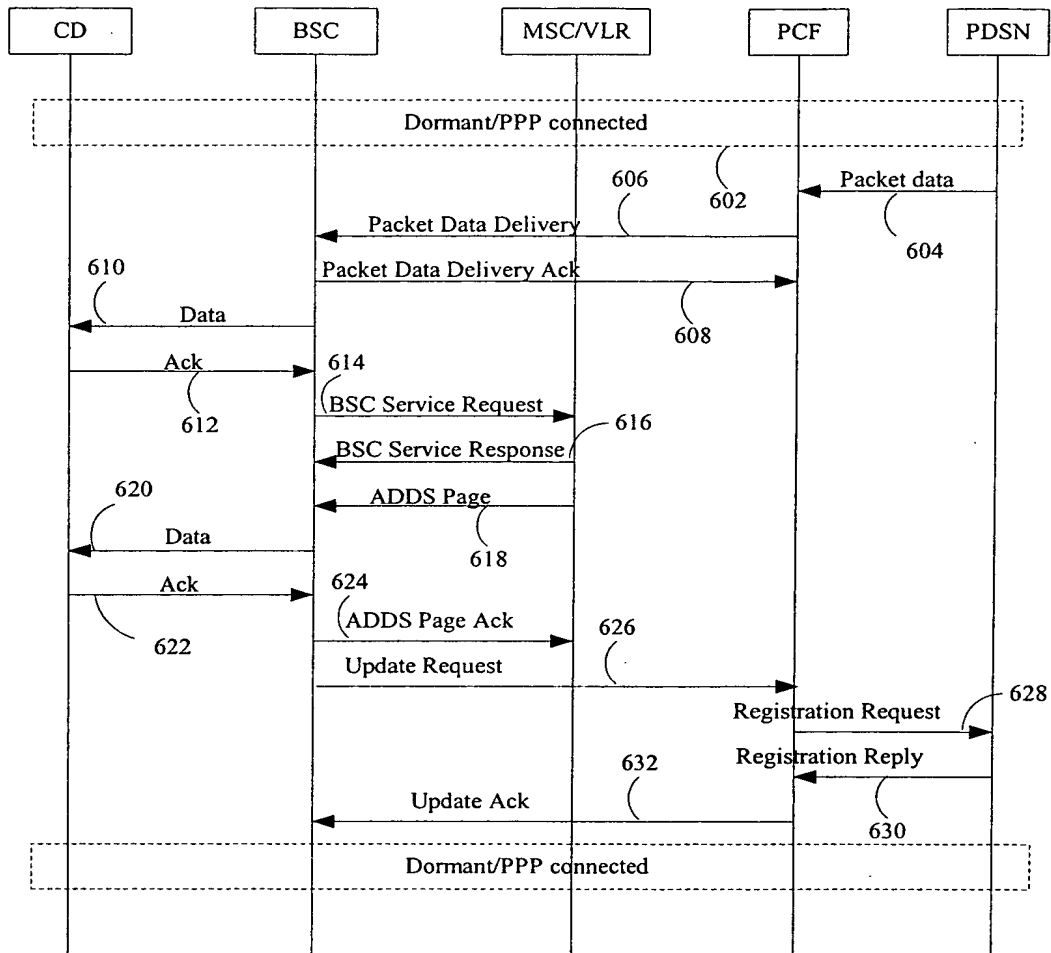 CD BSC MSC/VLR PCF PDSN
Dormant/PPP connected
602
Packet data
604
606
Packet Data Delivery
Packet Data Delivery Ack
608
610
Data
Ack
612
614
BSC Service Request
616
BSC Service Response
ADDS Page
618
620
Data
Ack
622
624
ADDS Page Ack
626
Update Request
Registration Request
628
Registration Reply
630
632
Update Ack
Dormant/PPP connected